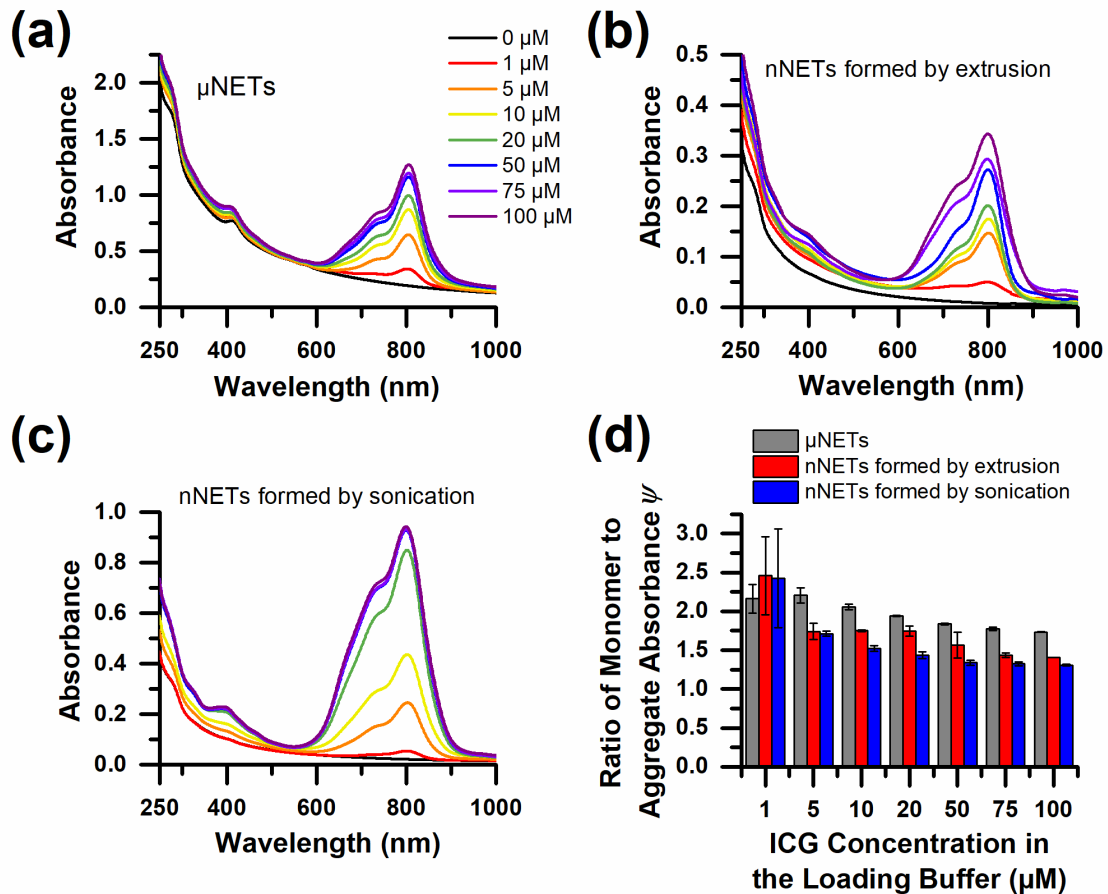 (a)
µNETs
0 µM
1 µM
5 µM
10 µM
20 µM
50 µM
75 µM
100 µM
2.0
1.5
1.0
0.5
0.0
Absorbance
250 400 600 800 1000
Wavelength (nm)
(b)
nNETs formed by extrusion
0.5
0.4
0.3
0.2
0.1
0.0
Absorbance
250 400 600 800 1000
Wavelength (nm)
(c)
nNETs formed by sonication
1.0
0.8
0.6
0.4
0.2
0.0
Absorbance
250 400 600 800 1000
Wavelength (nm)
(d)
µNETs
nNETs formed by extrusion
nNETs formed by sonication
3.0
2.5
2.0
1.5
1.0
0.5
0.0
Ratio of Monomer to
Aggregate Absorbance ψ
1 5 10 20 50 75 100
ICG Concentration in
the Loading Buffer (µM)